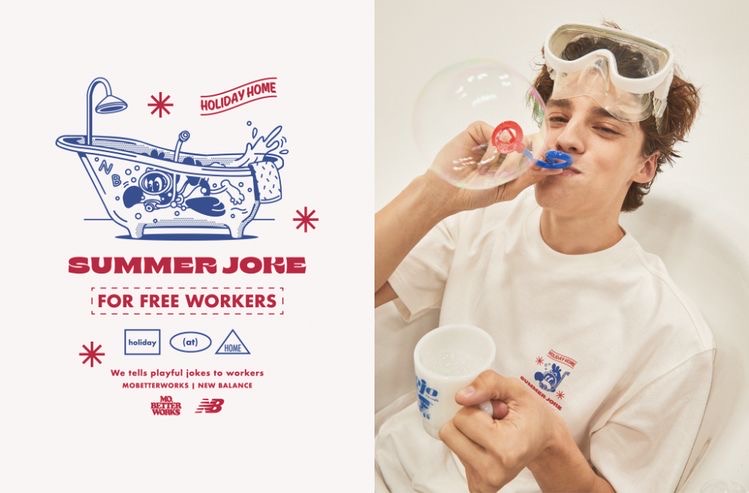 HOLIDAY HOME
NB
SUMMER JOKE
FOR FREE WORKERS
holiday
(at)
HOME
We tells playful jokes to workers
MOBETTERWORKS | NEW BALANCE
MO.
BETTER
WORKS
NB
HOLIDAY HOME
SUMMER JOKE